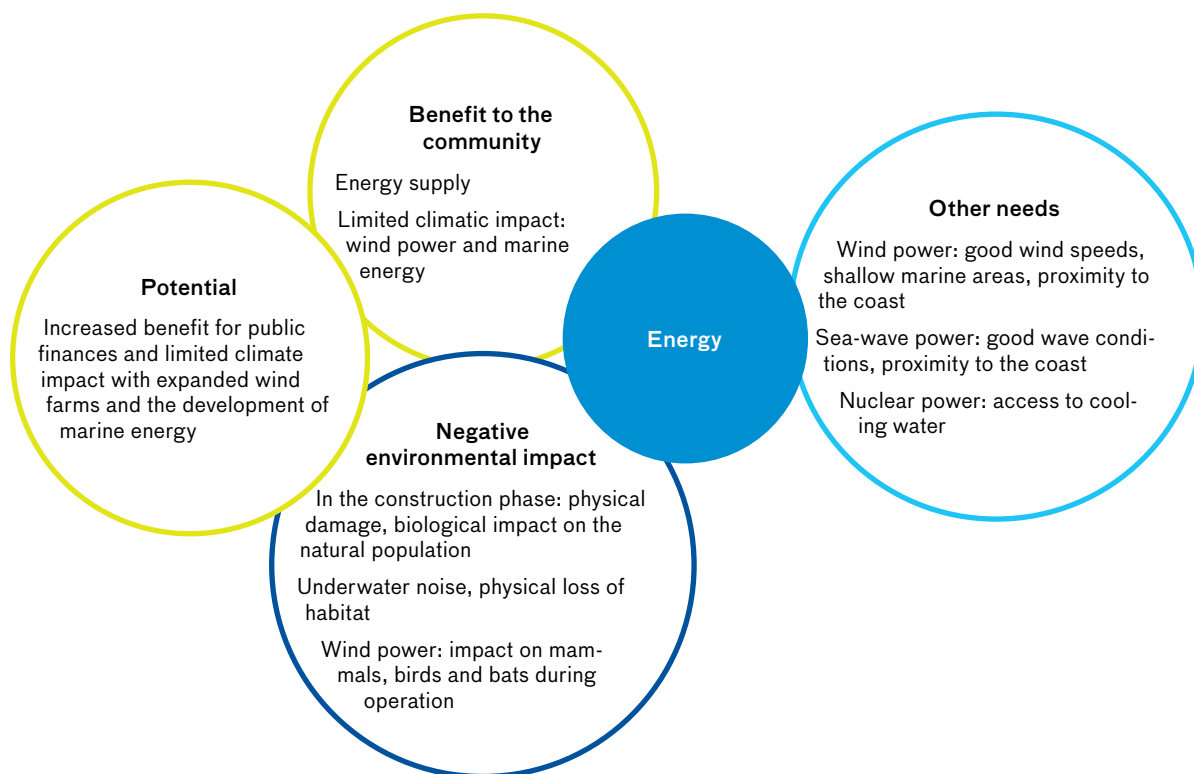 Benefit to the
community
Energy supply
Limited climatic impact:
wind power and marine
energy
Potential
Increased benefit for public
finances and limited climate
impact with expanded wind
farms and the development of
marine energy
Energy
Other needs
Wind power: good wind speeds,
shallow marine areas, proximity to
the coast
Sea-wave power: good wave condi-
tions, proximity to the coast
Nuclear power: access to cool-
ing water
Negative
environmental impact
In the construction phase: physical
damage, biological impact on the
natural population
Underwater noise, physical loss of
habitat
Wind power: impact on mam-
mals, birds and bats during
operation